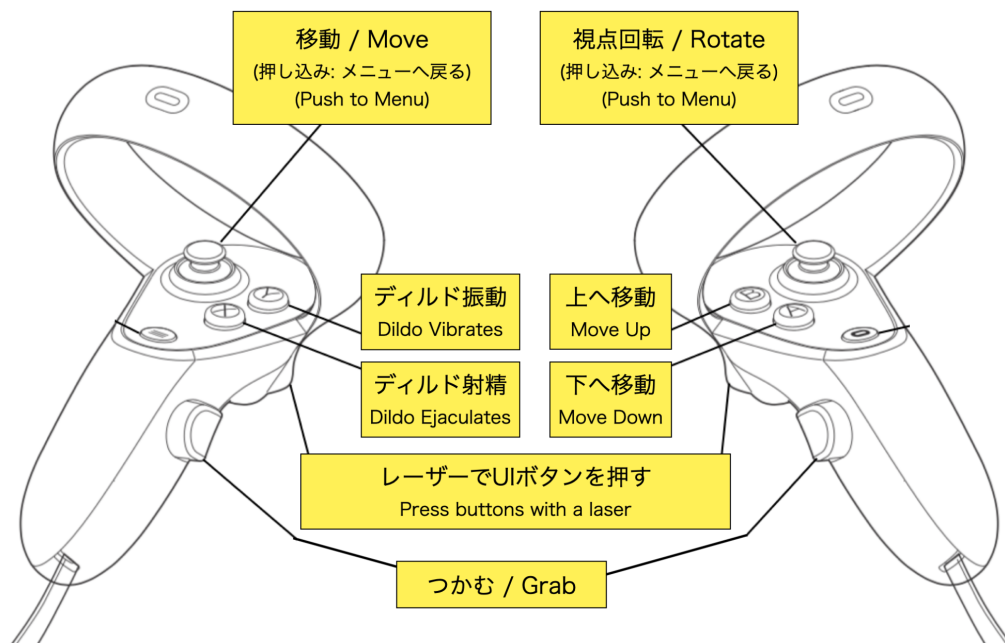 移動 / Move
(押し込み: メニューへ戻る)
(Push to Menu)
視点回転 / Rotate
(押し込み: メニューへ戻る)
(Push to Menu)
ディルド振動
Dildo Vibrates
上へ移動
Move Up
Y
B
X
A
ディルド射精
Dildo Ejaculates
下へ移動
Move Down
レーザーでUIボタンを押す
Press buttons with a laser
つかむ / Grab